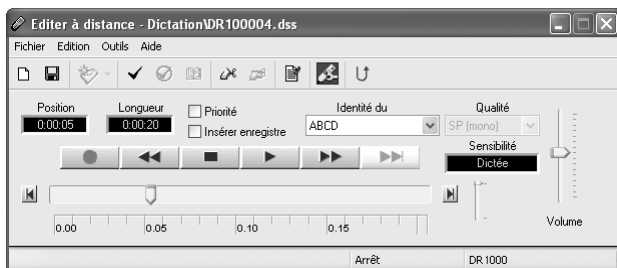 Editer à distance - Dictation\DR100004.dss
Fichier Edition Outils Aide
Position Longueur Priorité Identité du Qualité
0:00:05 0:00:20 Insérer enregistre ABCD SP (mono)
Sensibilité
Dictée
0.00 0.05 0.10 0.15 Volume
Arrêt DR1000